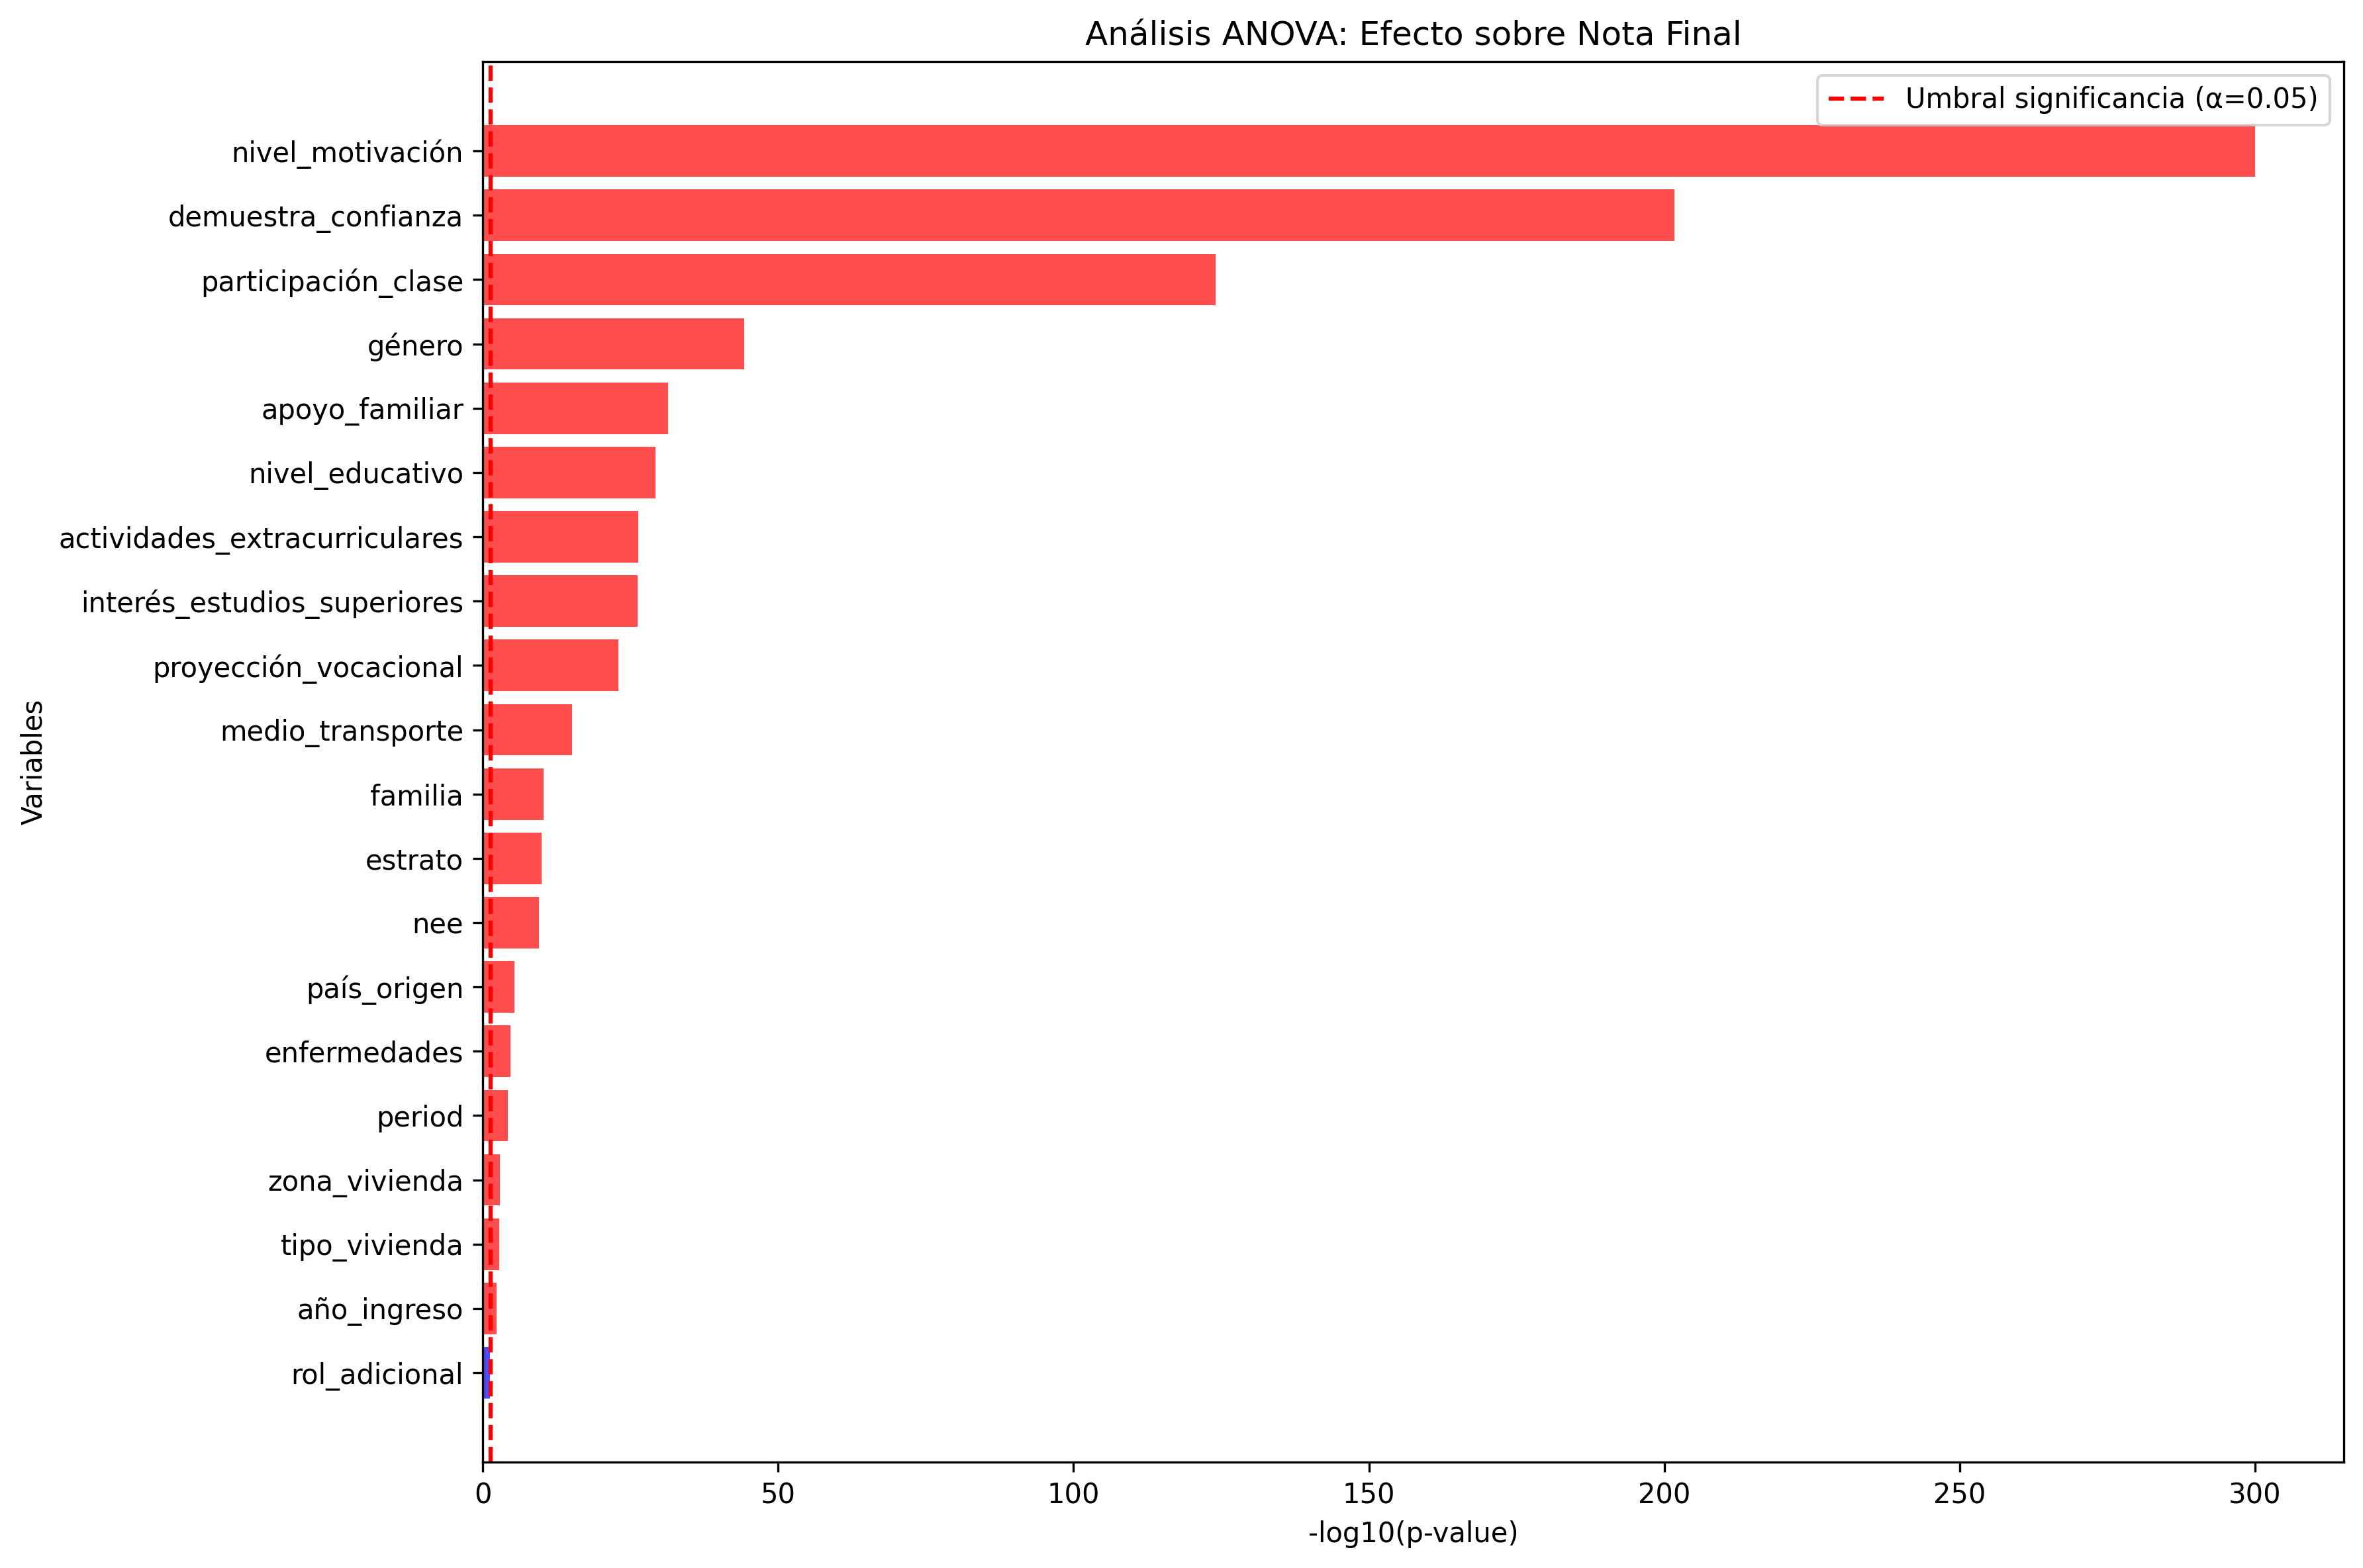 Análisis ANOVA: Efecto sobre Nota Final
Umbral significancia (α=0.05)
nivel_motivación
demuestra_confianza
participación_clase
género
apoyo_familiar
nivel_educativo
actividades_extracurriculares
interés_estudios_superiores
proyección_vocacional
medio_transporte
familia
estrato
nee
país_origen
enfermedades
period
zona_vivienda
tipo_vivienda
año_ingreso
rol_adicional
Variables
0 50 100 150 200 250 300
-log10(p-value)